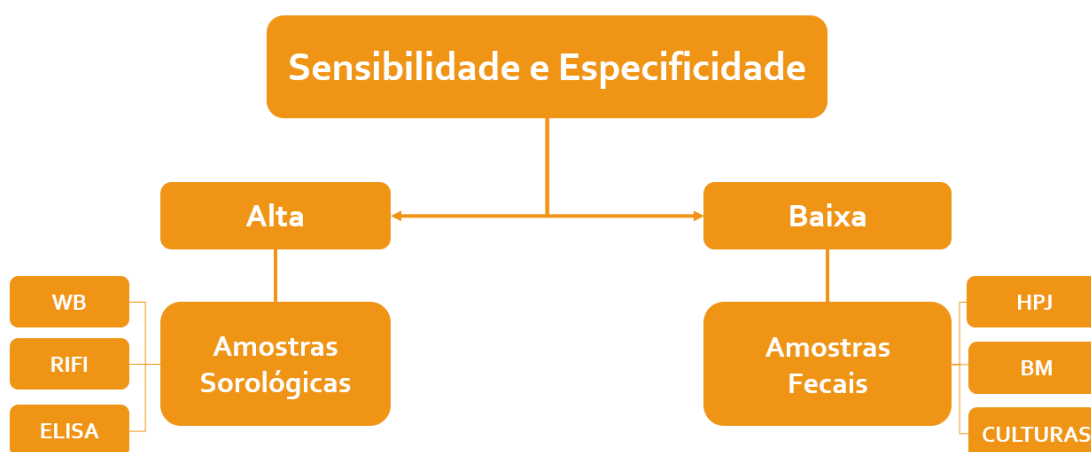 Sensibilidade e Especificidade
Alta
Baixa
WB
RIFI
ELISA
Amostras
Sorológicas
Amostras
Fecais
HPJ
BM
CULTURAS